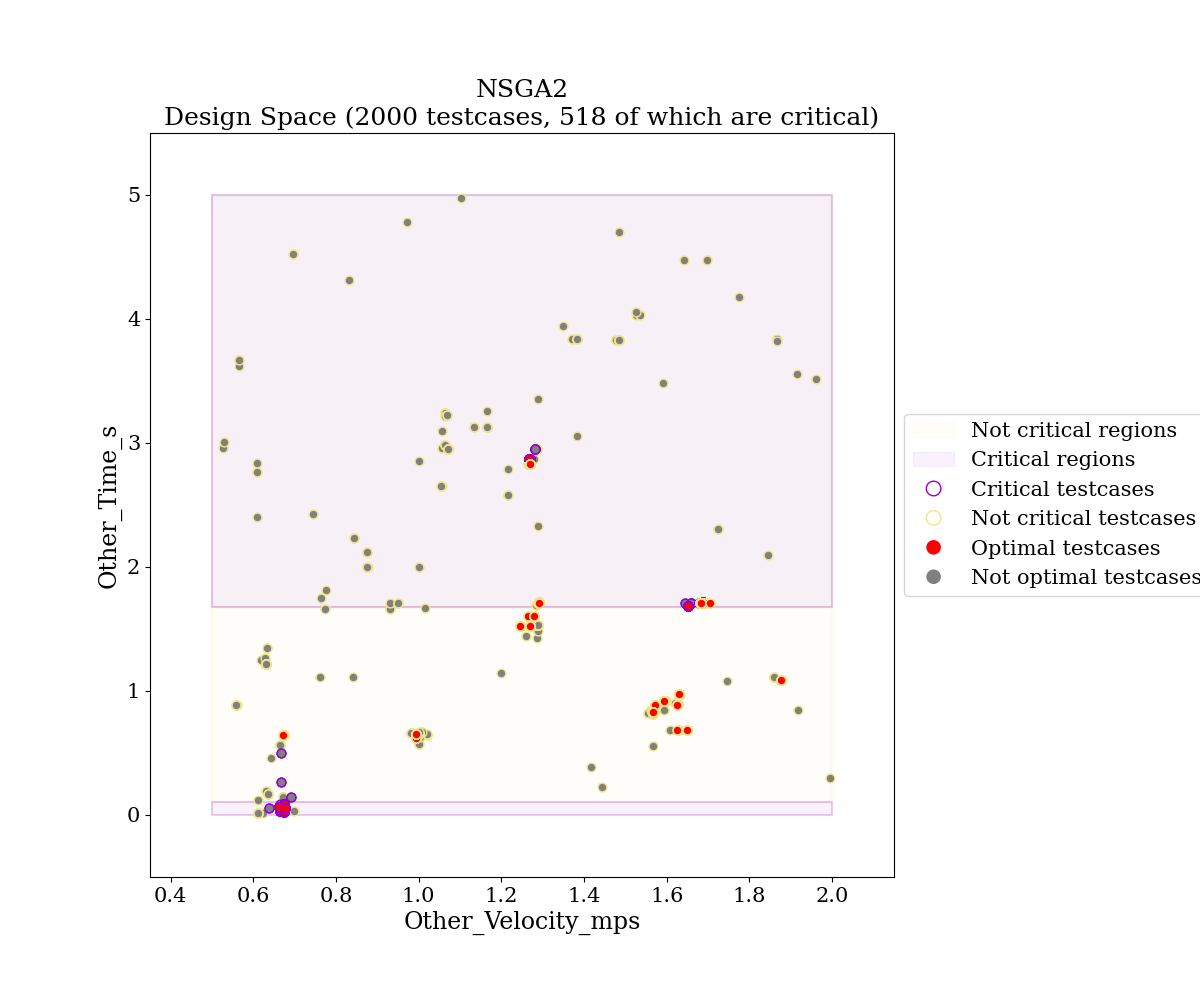 NSGA2
Design Space (2000 testcases, 518 of which are critical)
Other_Time_s
5
4
3
2
1
0
0.4 0.6 0.8 1.0 1.2 1.4 1.6 1.8 2.0
Other_Velocity_mps
Not critical regions
Critical regions
Critical testcases
Not critical testcases
Optimal testcases
Not optimal testcases